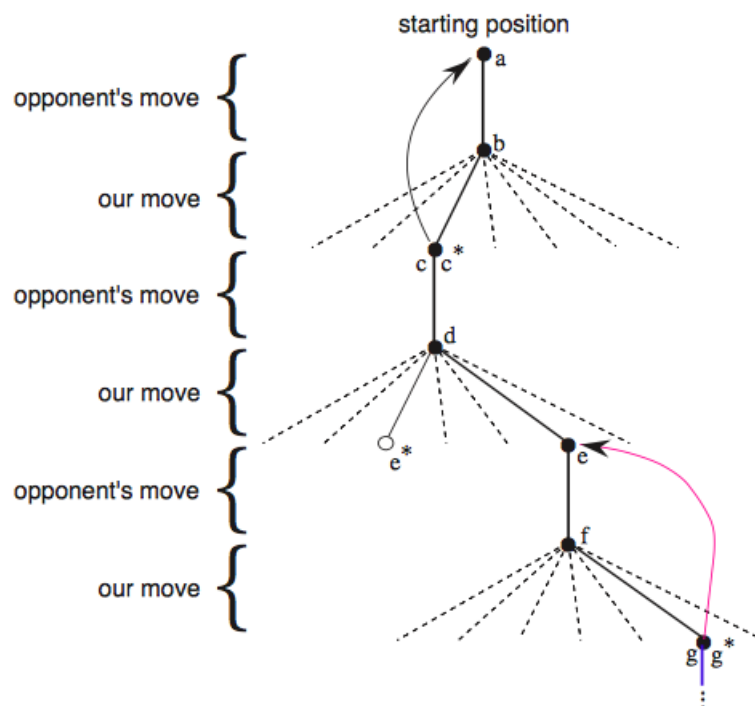 starting position
a
opponent's move
b
our move
c c*
opponent's move
d
our move
e*
e
opponent's move
f
our move
g g*